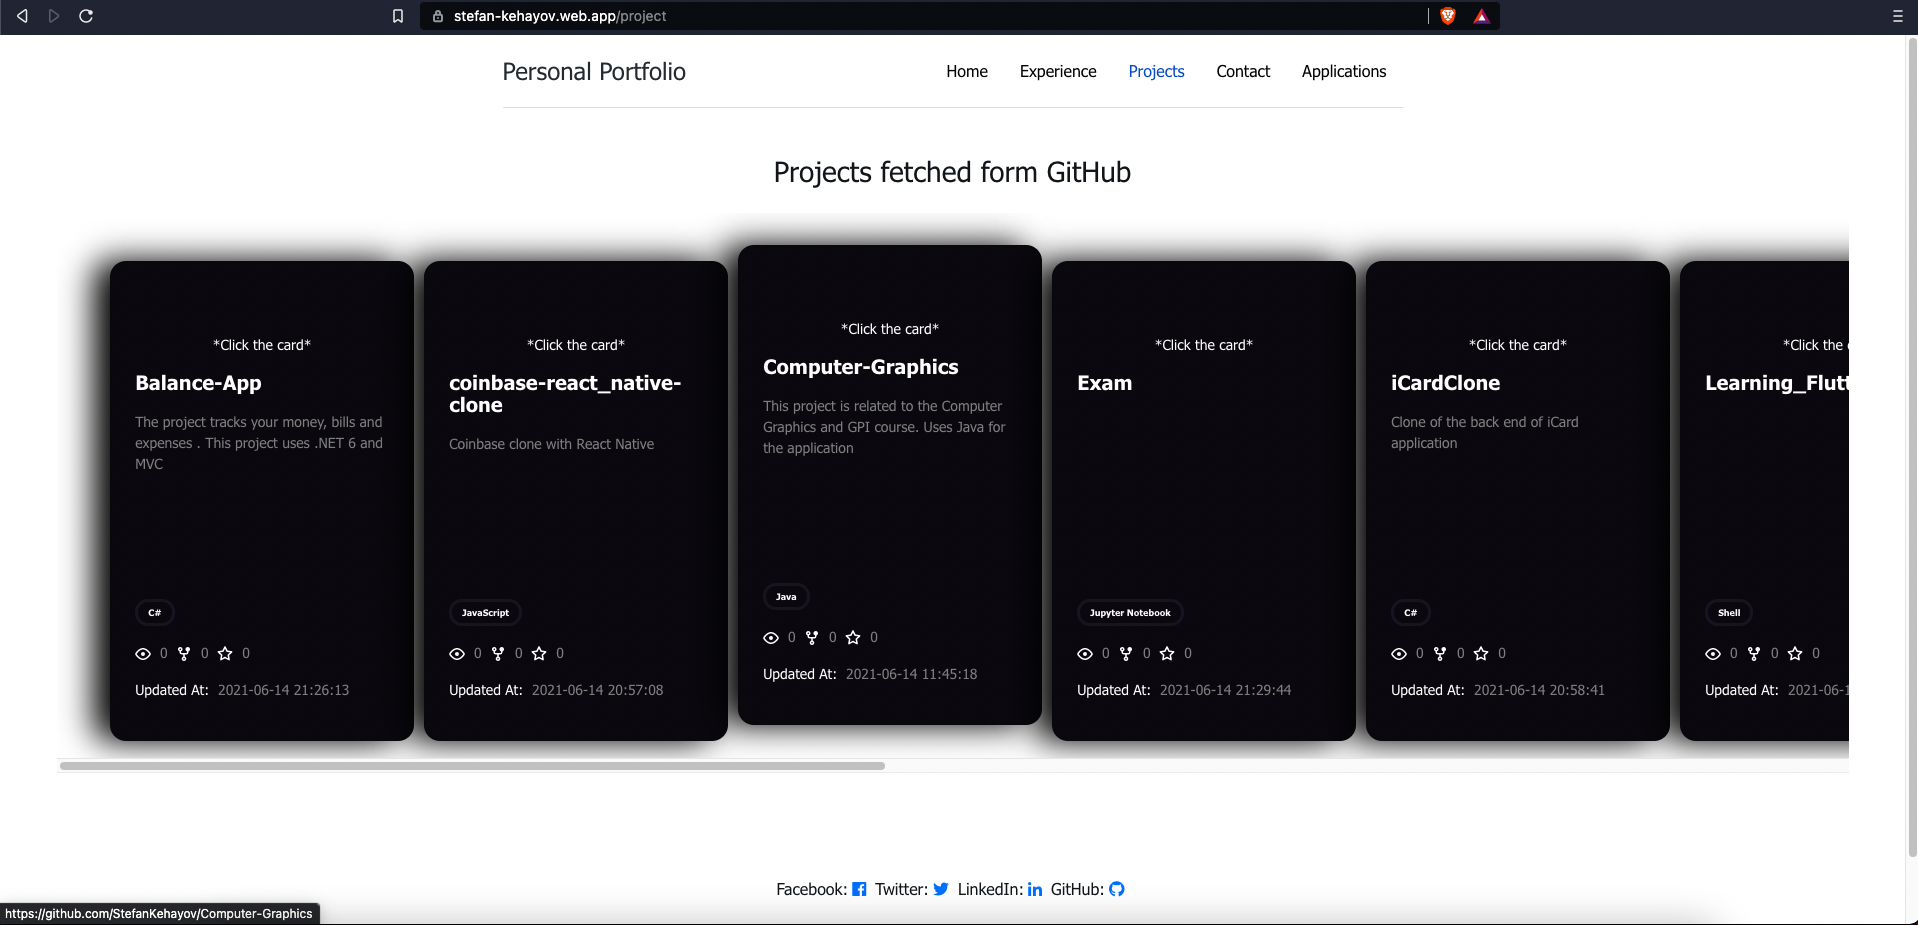 stefan-kehayov.web.app/project
Personal Portfolio
Home Experience Projects Contact Applications
Projects fetched form GitHub
*Click the card*
Balance-App
The project tracks your money, bills and
expenses . This project uses .NET 6 and
MVC
C#
0 0 0
Updated At: 2021-06-14 21:26:13
*Click the card*
coinbase-react_native-
clone
Coinbase clone with React Native
JavaScript
0 0 0
Updated At: 2021-06-14 20:57:08
*Click the card*
Computer-Graphics
This project is related to the Computer
Graphics and GPI course. Uses Java for
the application
Java
0 0 0
Updated At: 2021-06-14 11:45:18
*Click the card*
Exam
Jupyter Notebook
0 0 0
Updated At: 2021-06-14 21:29:44
*Click the card*
iCardClone
Clone of the back end of iCard
application
C#
0 0 0
Updated At: 2021-06-14 20:58:41
*Click the
Learning_Flutt
Shell
0 0 0
Updated At: 2021-06-1
Facebook: Twitter: LinkedIn: GitHub:
https://github.com/StefanKehayov/Computer-Graphics